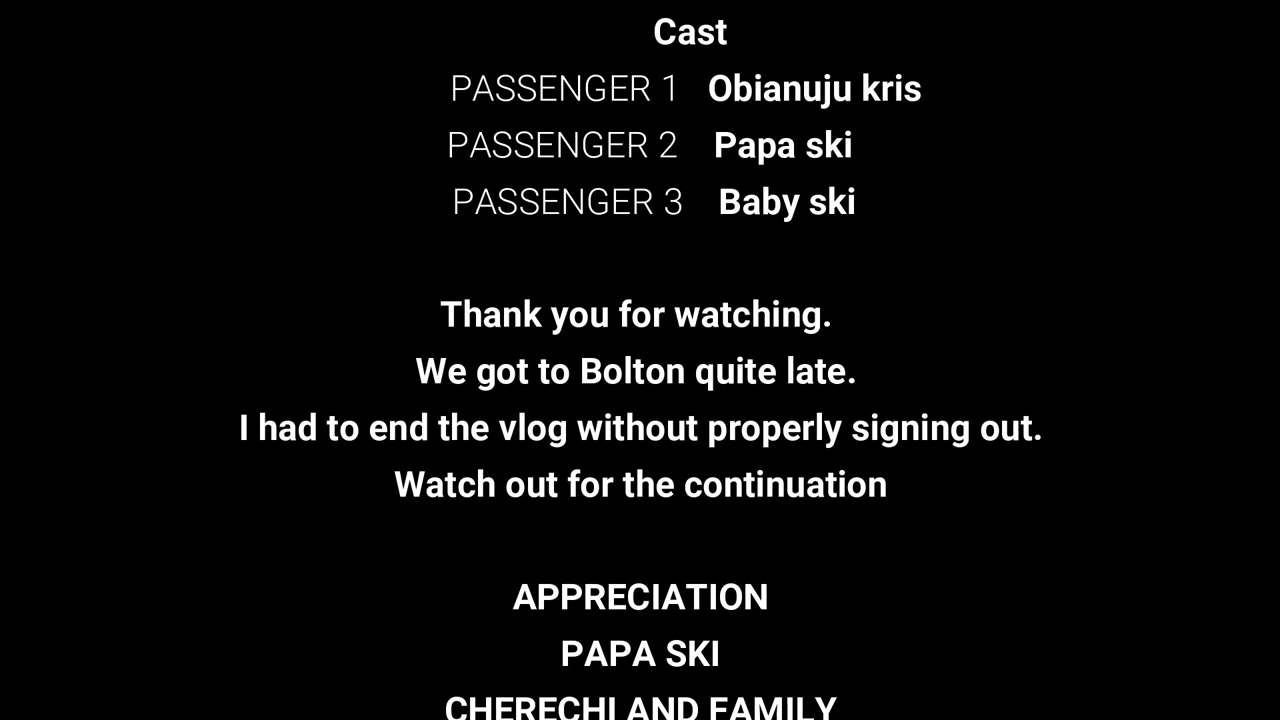 Cast
PASSENGER 1 Obianuju kris
PASSENGER 2 Papa ski
PASSENGER 3 Baby ski
Thank you for watching.
We got to Bolton quite late.
I had to end the vlog without properly signing out.
Watch out for the continuation
APPRECIATION
PAPA SKI
CHERECHI AND FAMILY